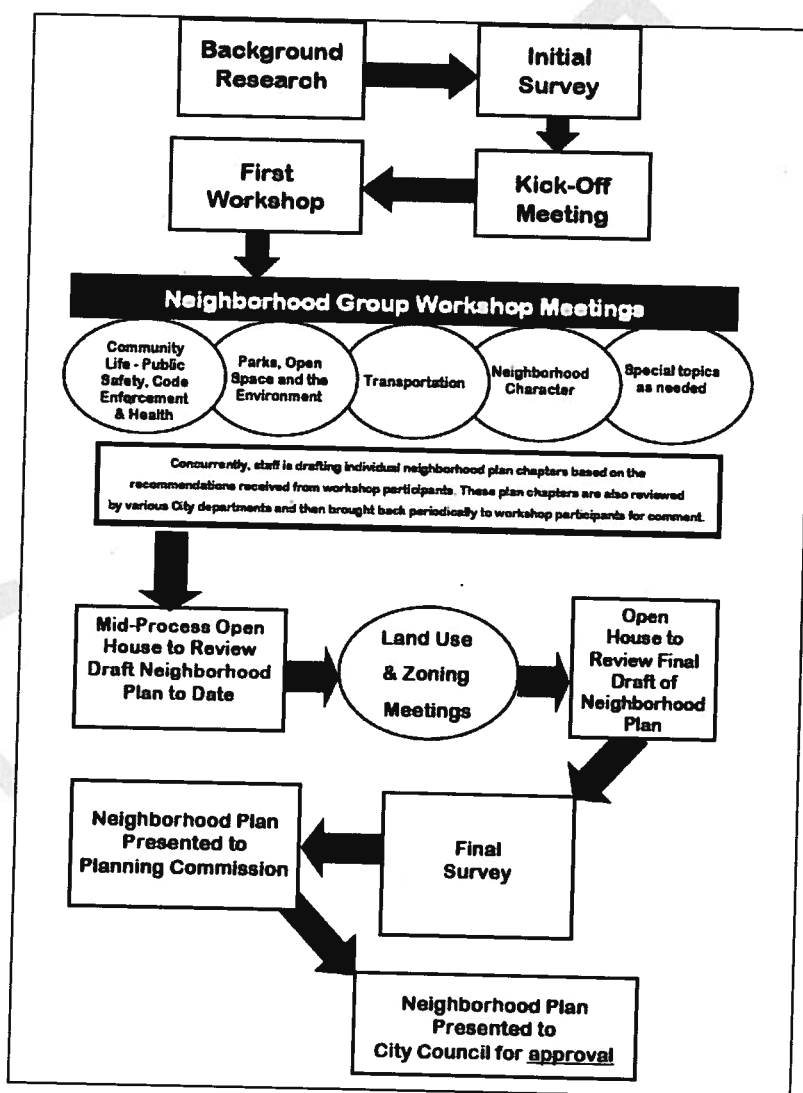 Background
Research
Initial
Survey
First
Workshop
Kick-Off
Meeting
Neighborhood Group Workshop Meetings
Community
Life - Public
Safety, Code
Enforcement
& Health
Parks, Open
Space and the
Environment
Transportation
Neighborhood
Character
Special topics
as needed
Concurrently, staff is drafting individual neighborhood plan chapters based on the
recommendations received from workshop participants. These plan chapters are also reviewed
by various City departments and then brought back periodically to workshop participants for comment.
Mid-Process Open
House to Review
Draft Neighborhood
Plan to Date
Land Use
& Zoning
Meetings
Open
House to
Review Final
Draft of
Neighborhood
Plan
Neighborhood Plan
Presented to
Planning Commission
Final
Survey
Neighborhood Plan
Presented to
City Council for approval